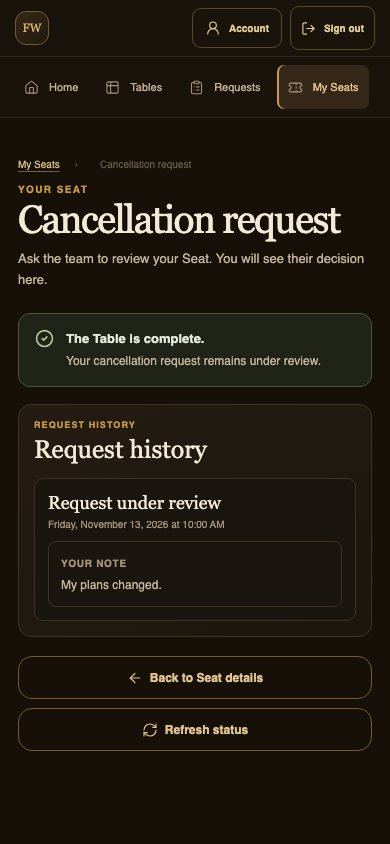 FW
Account
Sign out
Home
Tables
Requests
My Seats
My Seats › Cancellation request
YOUR SEAT
Cancellation request
Ask the team to review your Seat. You will see their decision
here.
The Table is complete.
Your cancellation request remains under review.
REQUEST HISTORY
Request history
Request under review
Friday, November 13, 2026 at 10:00 AM
YOUR NOTE
My plans changed.
Back to Seat details
Refresh status